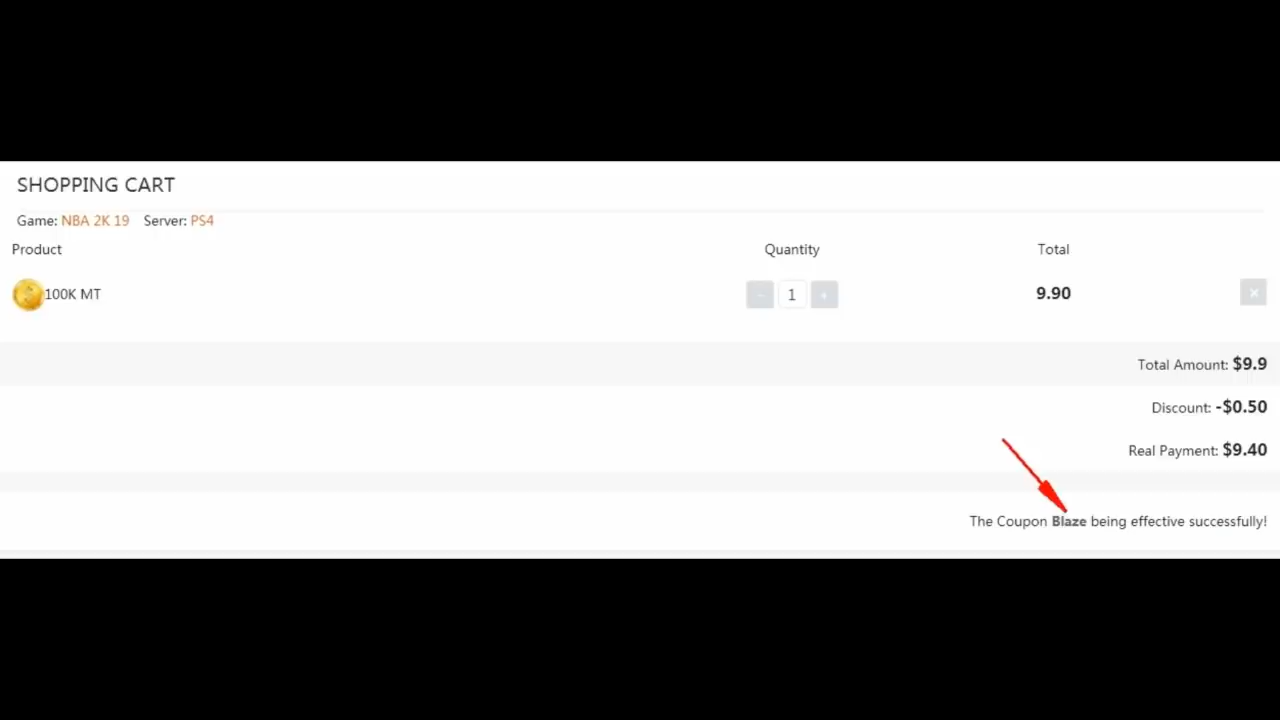 SHOPPING CART
Game: NBA 2K 19 Server: PS4
Product Quantity Total
100K MT - 1 + 9.90 ×
Total Amount: $9.9
Discount: -$0.50
Real Payment: $9.40
The Coupon Blaze being effective successfully!